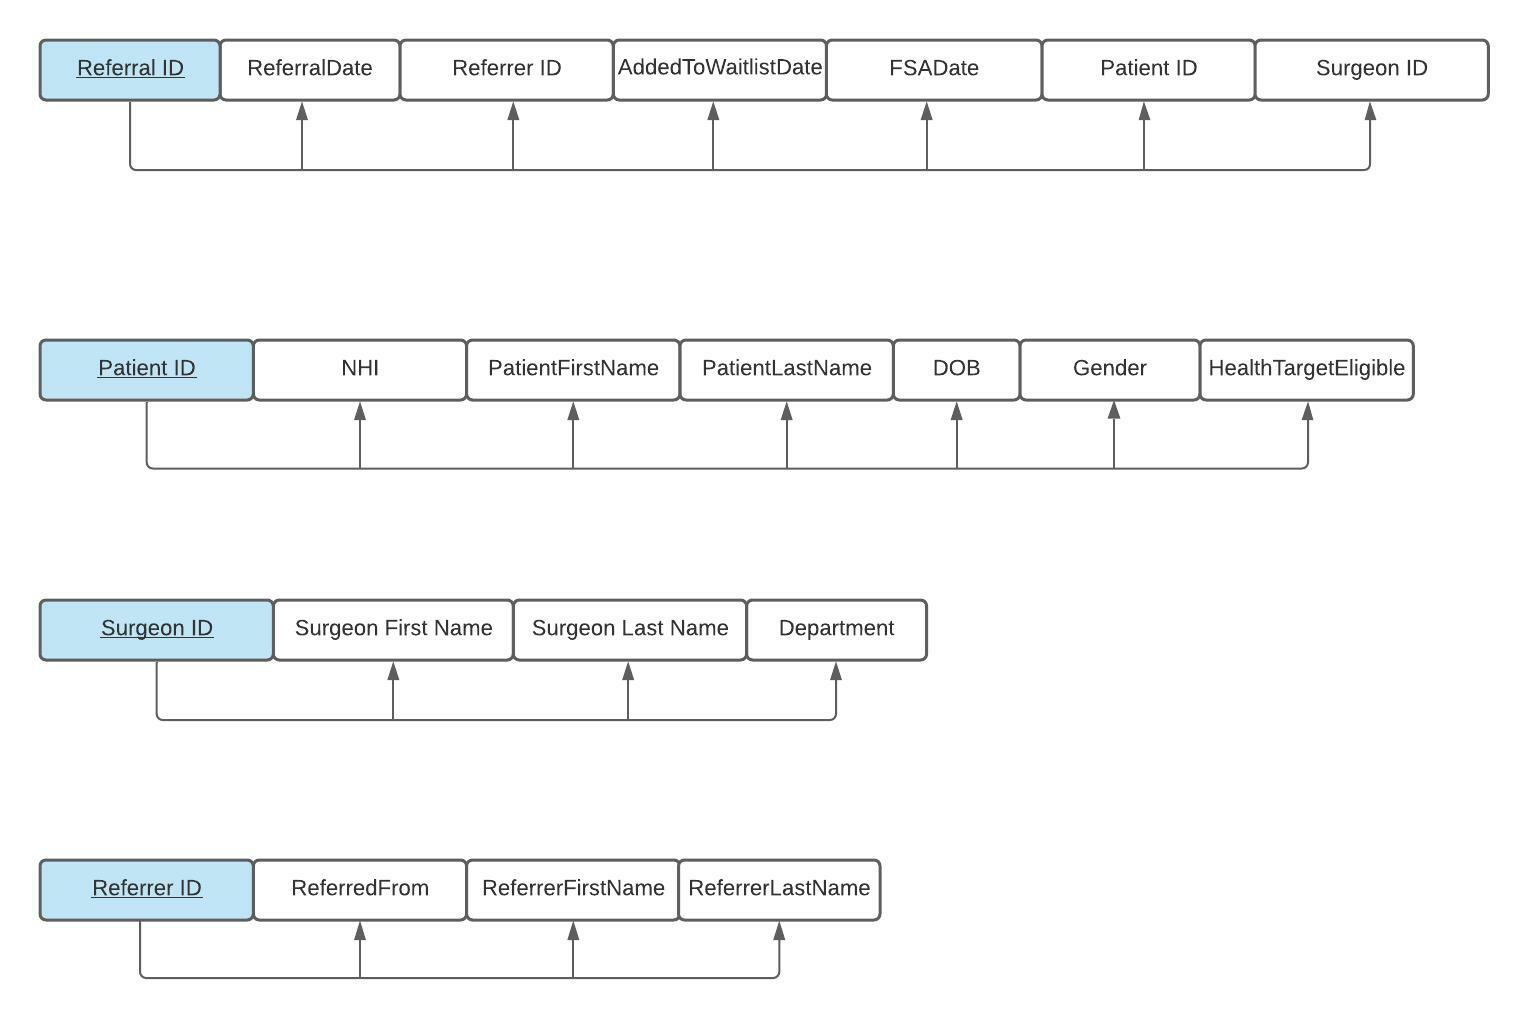 Referral ID ReferralDate Referrer ID AddedToWaitlistDate FSADate Patient ID Surgeon ID
Patient ID NHI PatientFirstName PatientLastName DOB Gender HealthTargetEligible
Surgeon ID Surgeon First Name Surgeon Last Name Department
Referrer ID ReferredFrom ReferrerFirstName ReferrerLastName